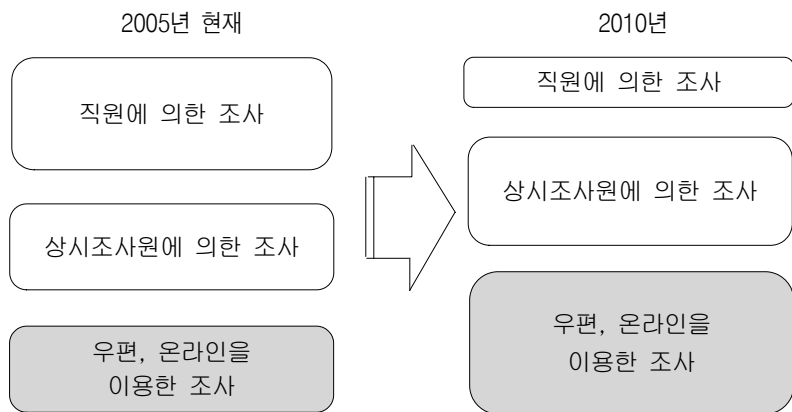 2005년 현재
직원에 의한 조사
상시조사원에 의한 조사
우편, 온라인을
이용한 조사
2010년
직원에 의한 조사
상시조사원에 의한 조사
우편, 온라인을
이용한 조사